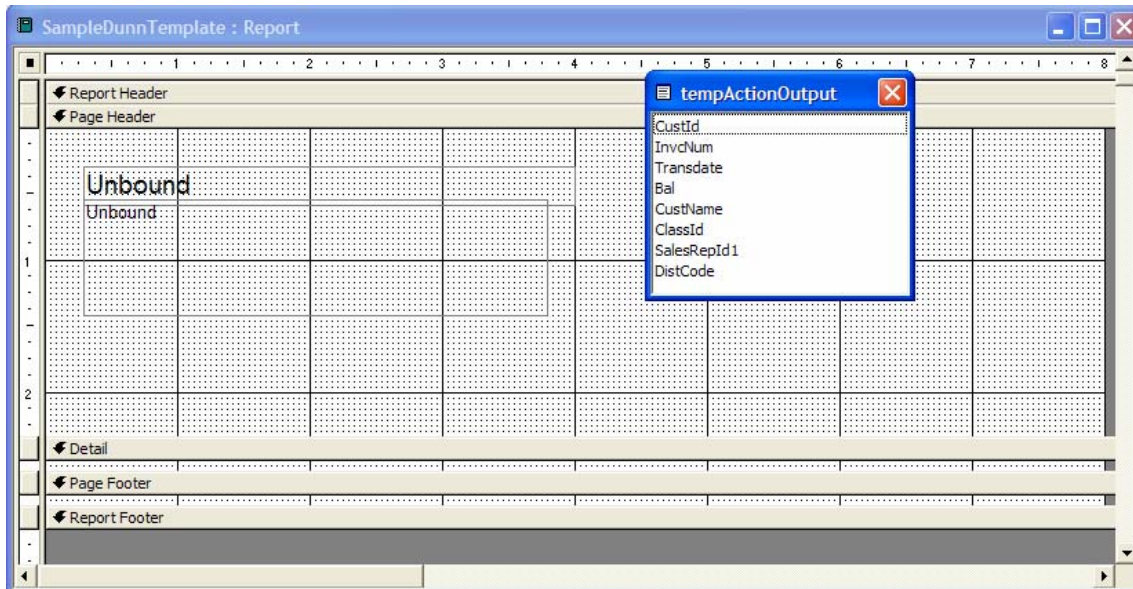 SampleDunnTemplate : Report
1 2 3 4 5 6 7 8
Report Header
Page Header
tempActionOutput
CustId
InvcNum
Transdate
Bal
CustName
ClassId
SalesRepId1
DistCode
Unbound
Unbound
1
2
Detail
Page Footer
Report Footer